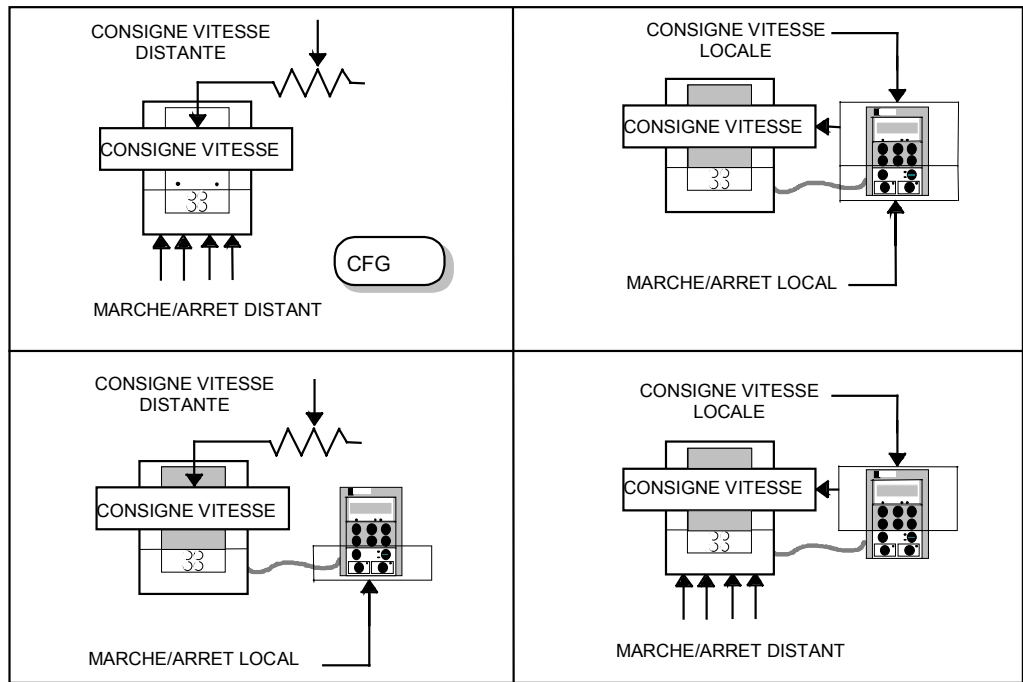 CONSIGNE VITESSE
DISTANTE
CONSIGNE VITESSE
33
CFG
MARCHE/ARRET DISTANT
CONSIGNE VITESSE
LOCALE
CONSIGNE VITESSE
33
MARCHE/ARRET LOCAL
CONSIGNE VITESSE
DISTANTE
CONSIGNE VITESSE
33
MARCHE/ARRET LOCAL
CONSIGNE VITESSE
LOCALE
CONSIGNE VITESSE
33
MARCHE/ARRET DISTANT